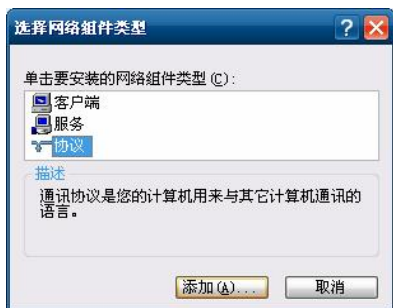 选择网络组件类型
单击要安装的网络组件类型(C):
客户端
服务
协议
描述
通讯协议是您的计算机用来与其它计算机通讯的
语言。
添加(A)...
取消